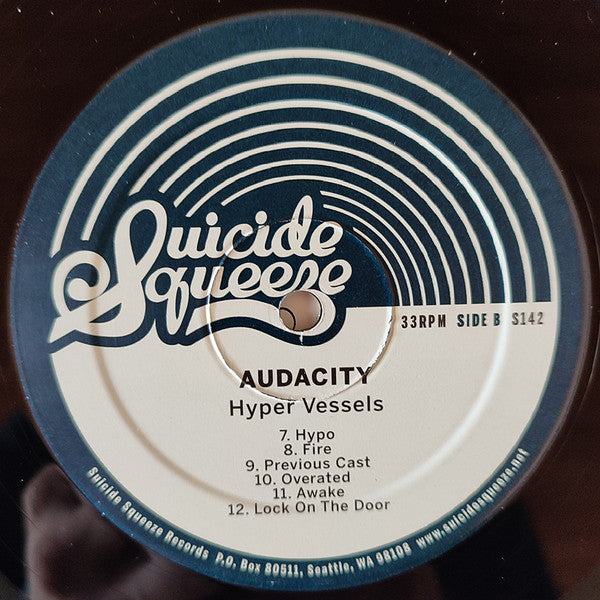 Suicide
Squeeze
33RPM SIDE B S142
AUDACITY
Hyper Vessels
7. Hypo
8. Fire
9. Previous Cast
10. Overated
11. Awake
12. Lock On The Door
Suicide Squeeze Records P.O. Box 80511, Seattle, WA 98108 www.suicidesqueeze.net